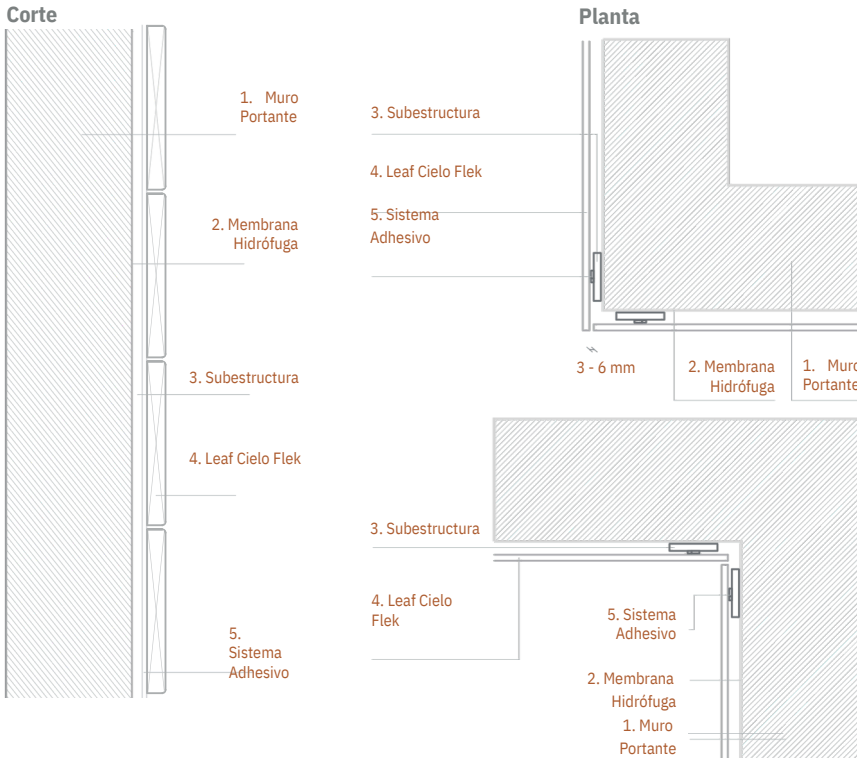 Corte
1. Muro
Portante
2. Membrana
Hidrófuga
3. Subestructura
4. Leaf Cielo Flek
5.
Sistema
Adhesivo
Planta
3. Subestructura
4. Leaf Cielo Flek
5. Sistema
Adhesivo
3 - 6 mm
2. Membrana
Hidrófuga
1. Muro
Portante
3. Subestructura
4. Leaf Cielo
Flek
5. Sistema
Adhesivo
2. Membrana
Hidrófuga
1. Muro
Portante